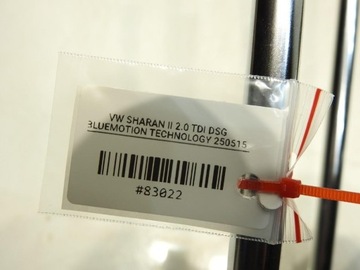 VW SHARAN II 2.0 TDI DSG
BLUEMOTION TECHNOLOGY 250515
#83022